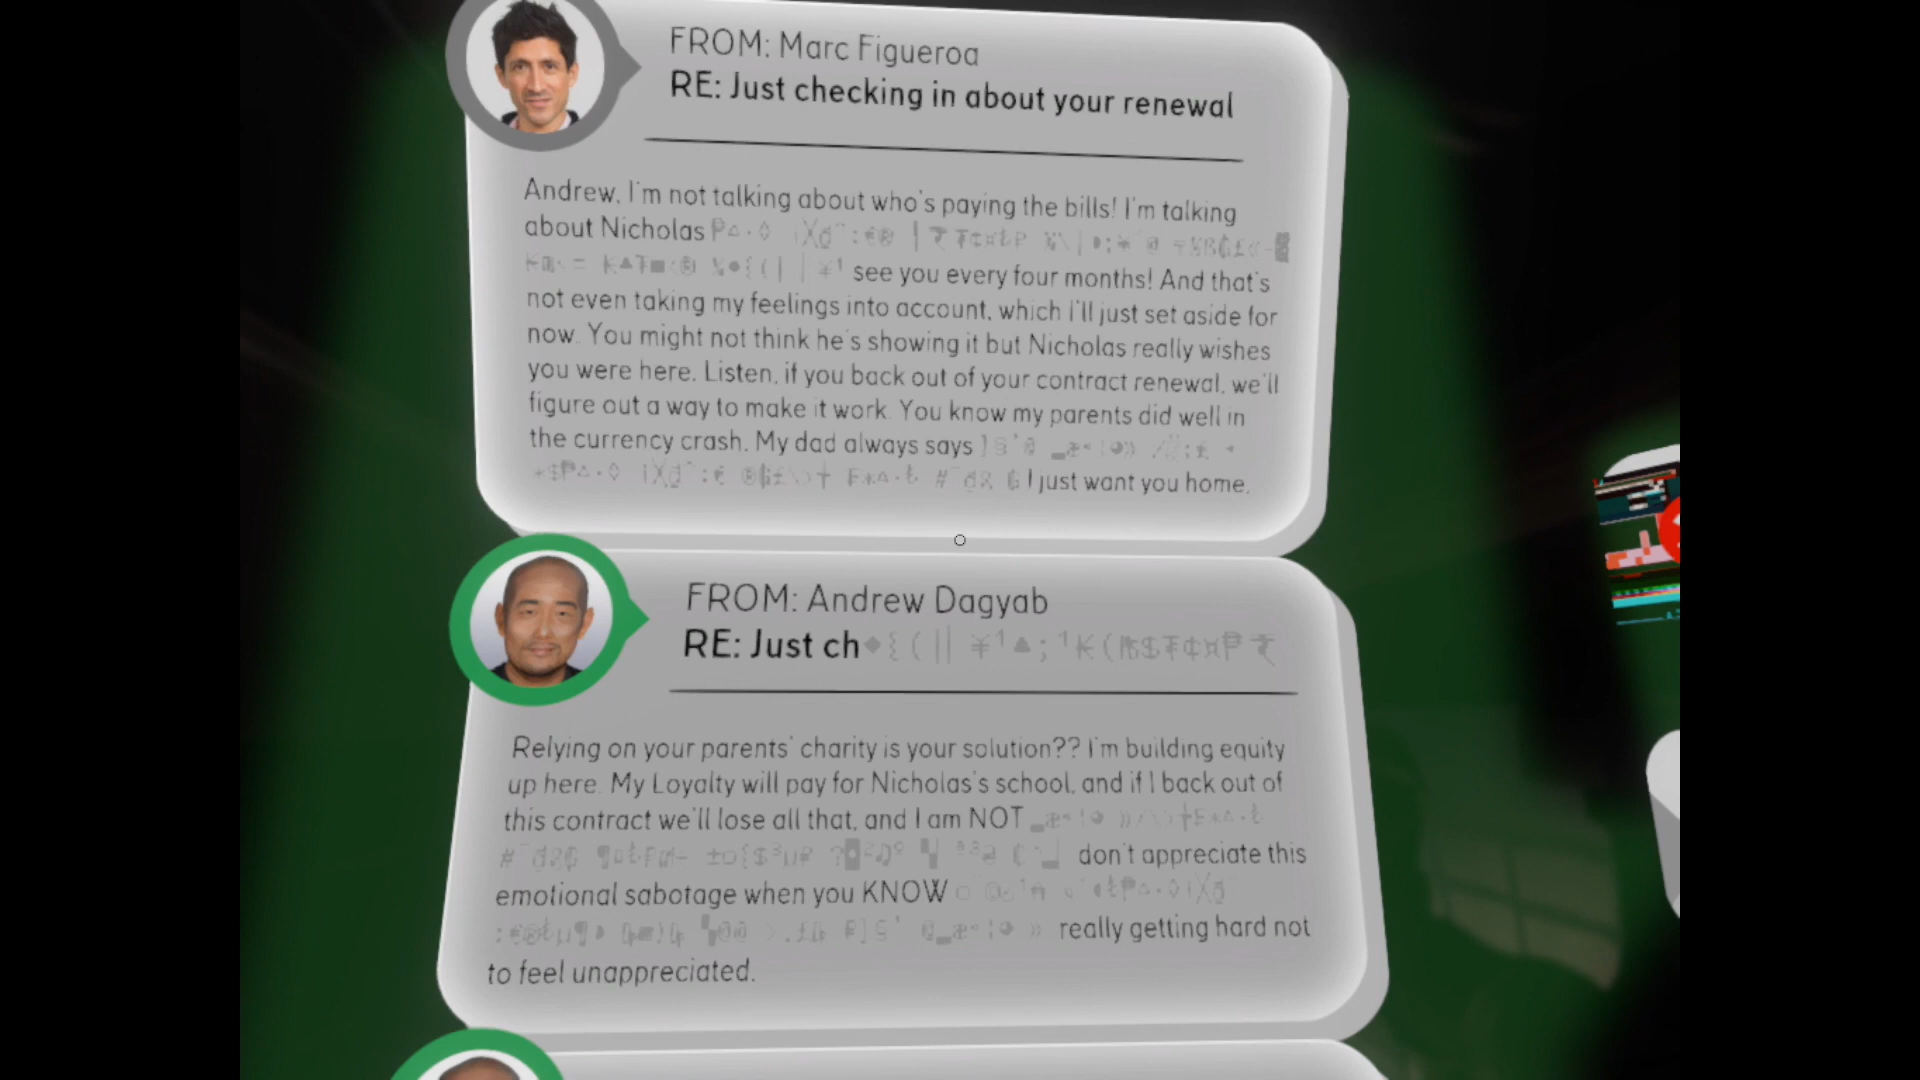 FROM: Marc Figueroa
RE: Just checking in about your renewal
Andrew, I'm not talking about who's paying the bills! I'm talking
about Nicholas
see you every four months! And that's
not even taking my feelings into account, which I'll just set aside for
now. You might not think he's showing it but Nicholas really wishes
you were here. Listen, if you back out of your contract renewal, we'll
figure out a way to make it work. You know my parents did well in
the currency crash. My dad always says
I just want you home.
FROM: Andrew Dagyab
RE: Just ch
Relying on your parents' charity is your solution?? I'm building equity
up here. My Loyalty will pay for Nicholas's school, and if I back out of
this contract we'll lose all that, and I am NOT
don't appreciate this
emotional sabotage when you KNOW
really getting hard not
to feel unappreciated.